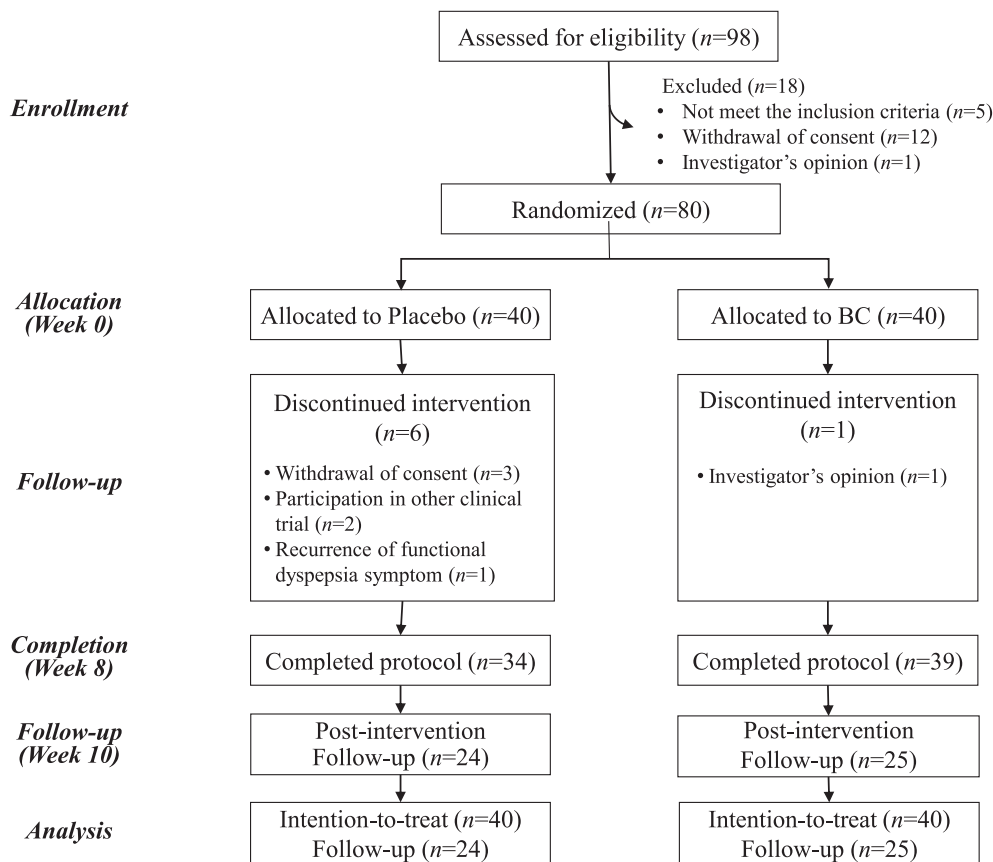 Assessed for eligibility (n=98)
Enrollment
Excluded (n=18)
• Not meet the inclusion criteria (n=5)
• Withdrawal of consent (n=12)
• Investigator's opinion (n=1)
Randomized (n=80)
Allocation
(Week 0)
Allocated to Placebo (n=40)
Allocated to BC (n=40)
Follow-up
Discontinued intervention
(n=6)
• Withdrawal of consent (n=3)
• Participation in other clinical
trial (n=2)
• Recurrence of functional
dyspepsia symptom (n=1)
Discontinued intervention
(n=1)
• Investigator's opinion (n=1)
Completion
(Week 8)
Completed protocol (n=34)
Completed protocol (n=39)
Follow-up
(Week 10)
Post-intervention
Follow-up (n=24)
Post-intervention
Follow-up (n=25)
Analysis
Intention-to-treat (n=40)
Follow-up (n=24)
Intention-to-treat (n=40)
Follow-up (n=25)